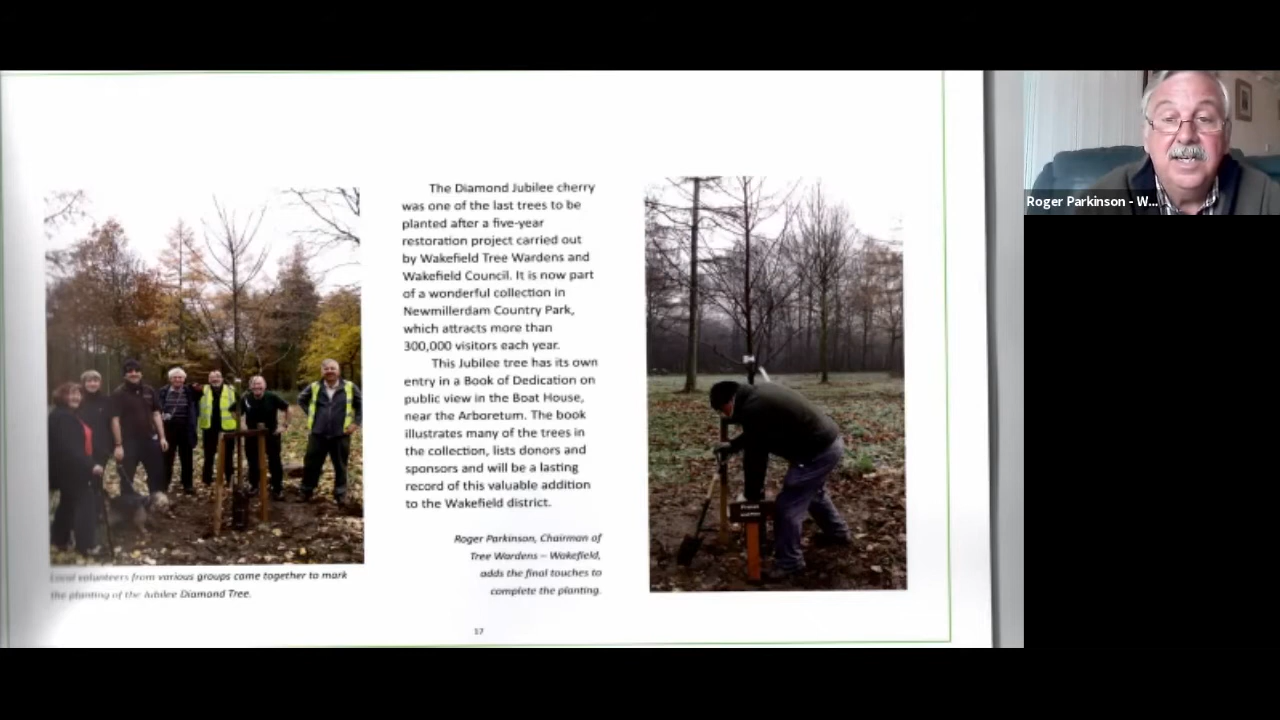 The Diamond Jubilee cherry
was one of the last trees to be
planted after a five-year
restoration project carried out
by Wakefield Tree Wardens and
Wakefield Council. It is now part
of a wonderful collection in
Newmillerdam Country Park,
which attracts more than
300,000 visitors each year.
This Jubilee tree has its own
entry in a Book of Dedication on
public view in the Boat House,
near the Arboretum. The book
illustrates many of the trees in
the collection, lists donors and
sponsors and will be a lasting
record of this valuable addition
to the Wakefield district.
Roger Parkinson, Chairman of
Tree Wardens – Wakefield,
adds the final touches to
complete the planting.
Local volunteers from various groups came together to mark
the planting of the Jubilee Diamond Tree.
17
Roger Parkinson - W...